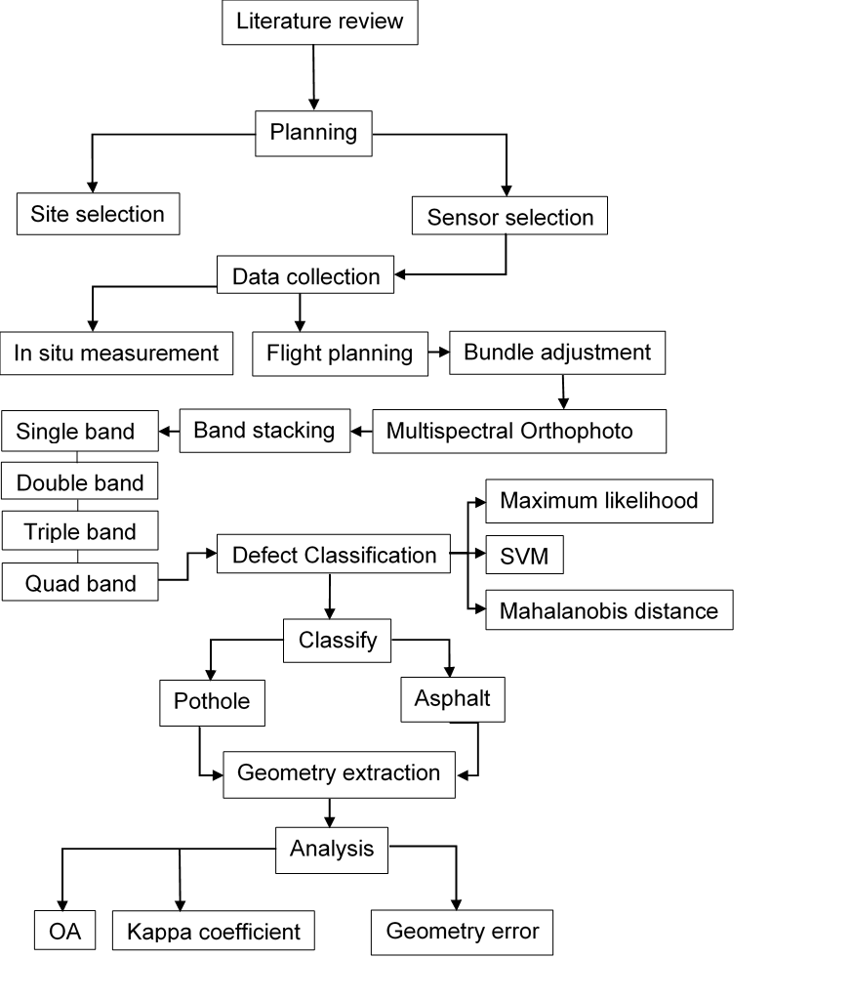 Literature review
Planning
Site selection
Sensor selection
Data collection
In situ measurement
Flight planning
Bundle adjustment
Single band
Band stacking
Multispectral Orthophoto
Double band
Triple band
Quad band
Defect Classification
Maximum likelihood
SVM
Mahalanobis distance
Classify
Pothole
Asphalt
Geometry extraction
Analysis
OA
Kappa coefficient
Geometry error